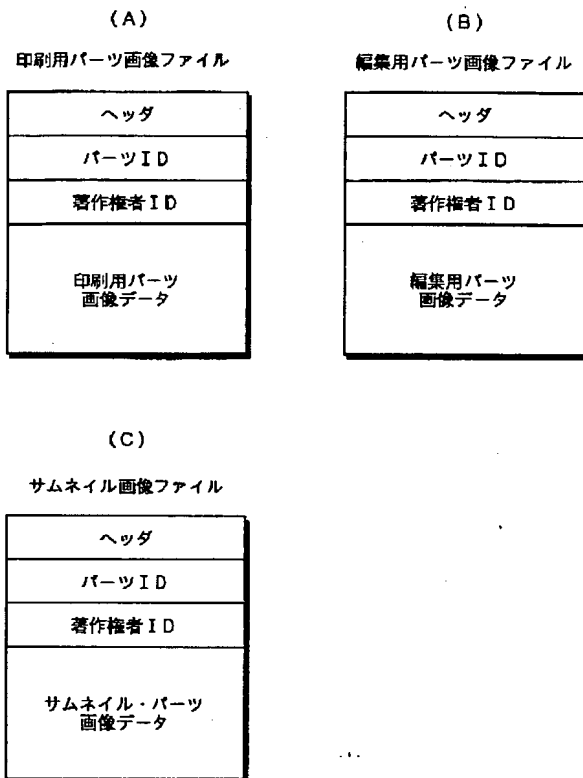 (A)
印刷用パーツ画像ファイル
ヘッダ
パーツID
著作権者ID
印刷用パーツ
画像データ
(B)
編集用パーツ画像ファイル
ヘッダ
パーツID
著作権者ID
編集用パーツ
画像データ
(C)
サムネイル画像ファイル
ヘッダ
パーツID
著作権者ID
サムネイル・パーツ
画像データ